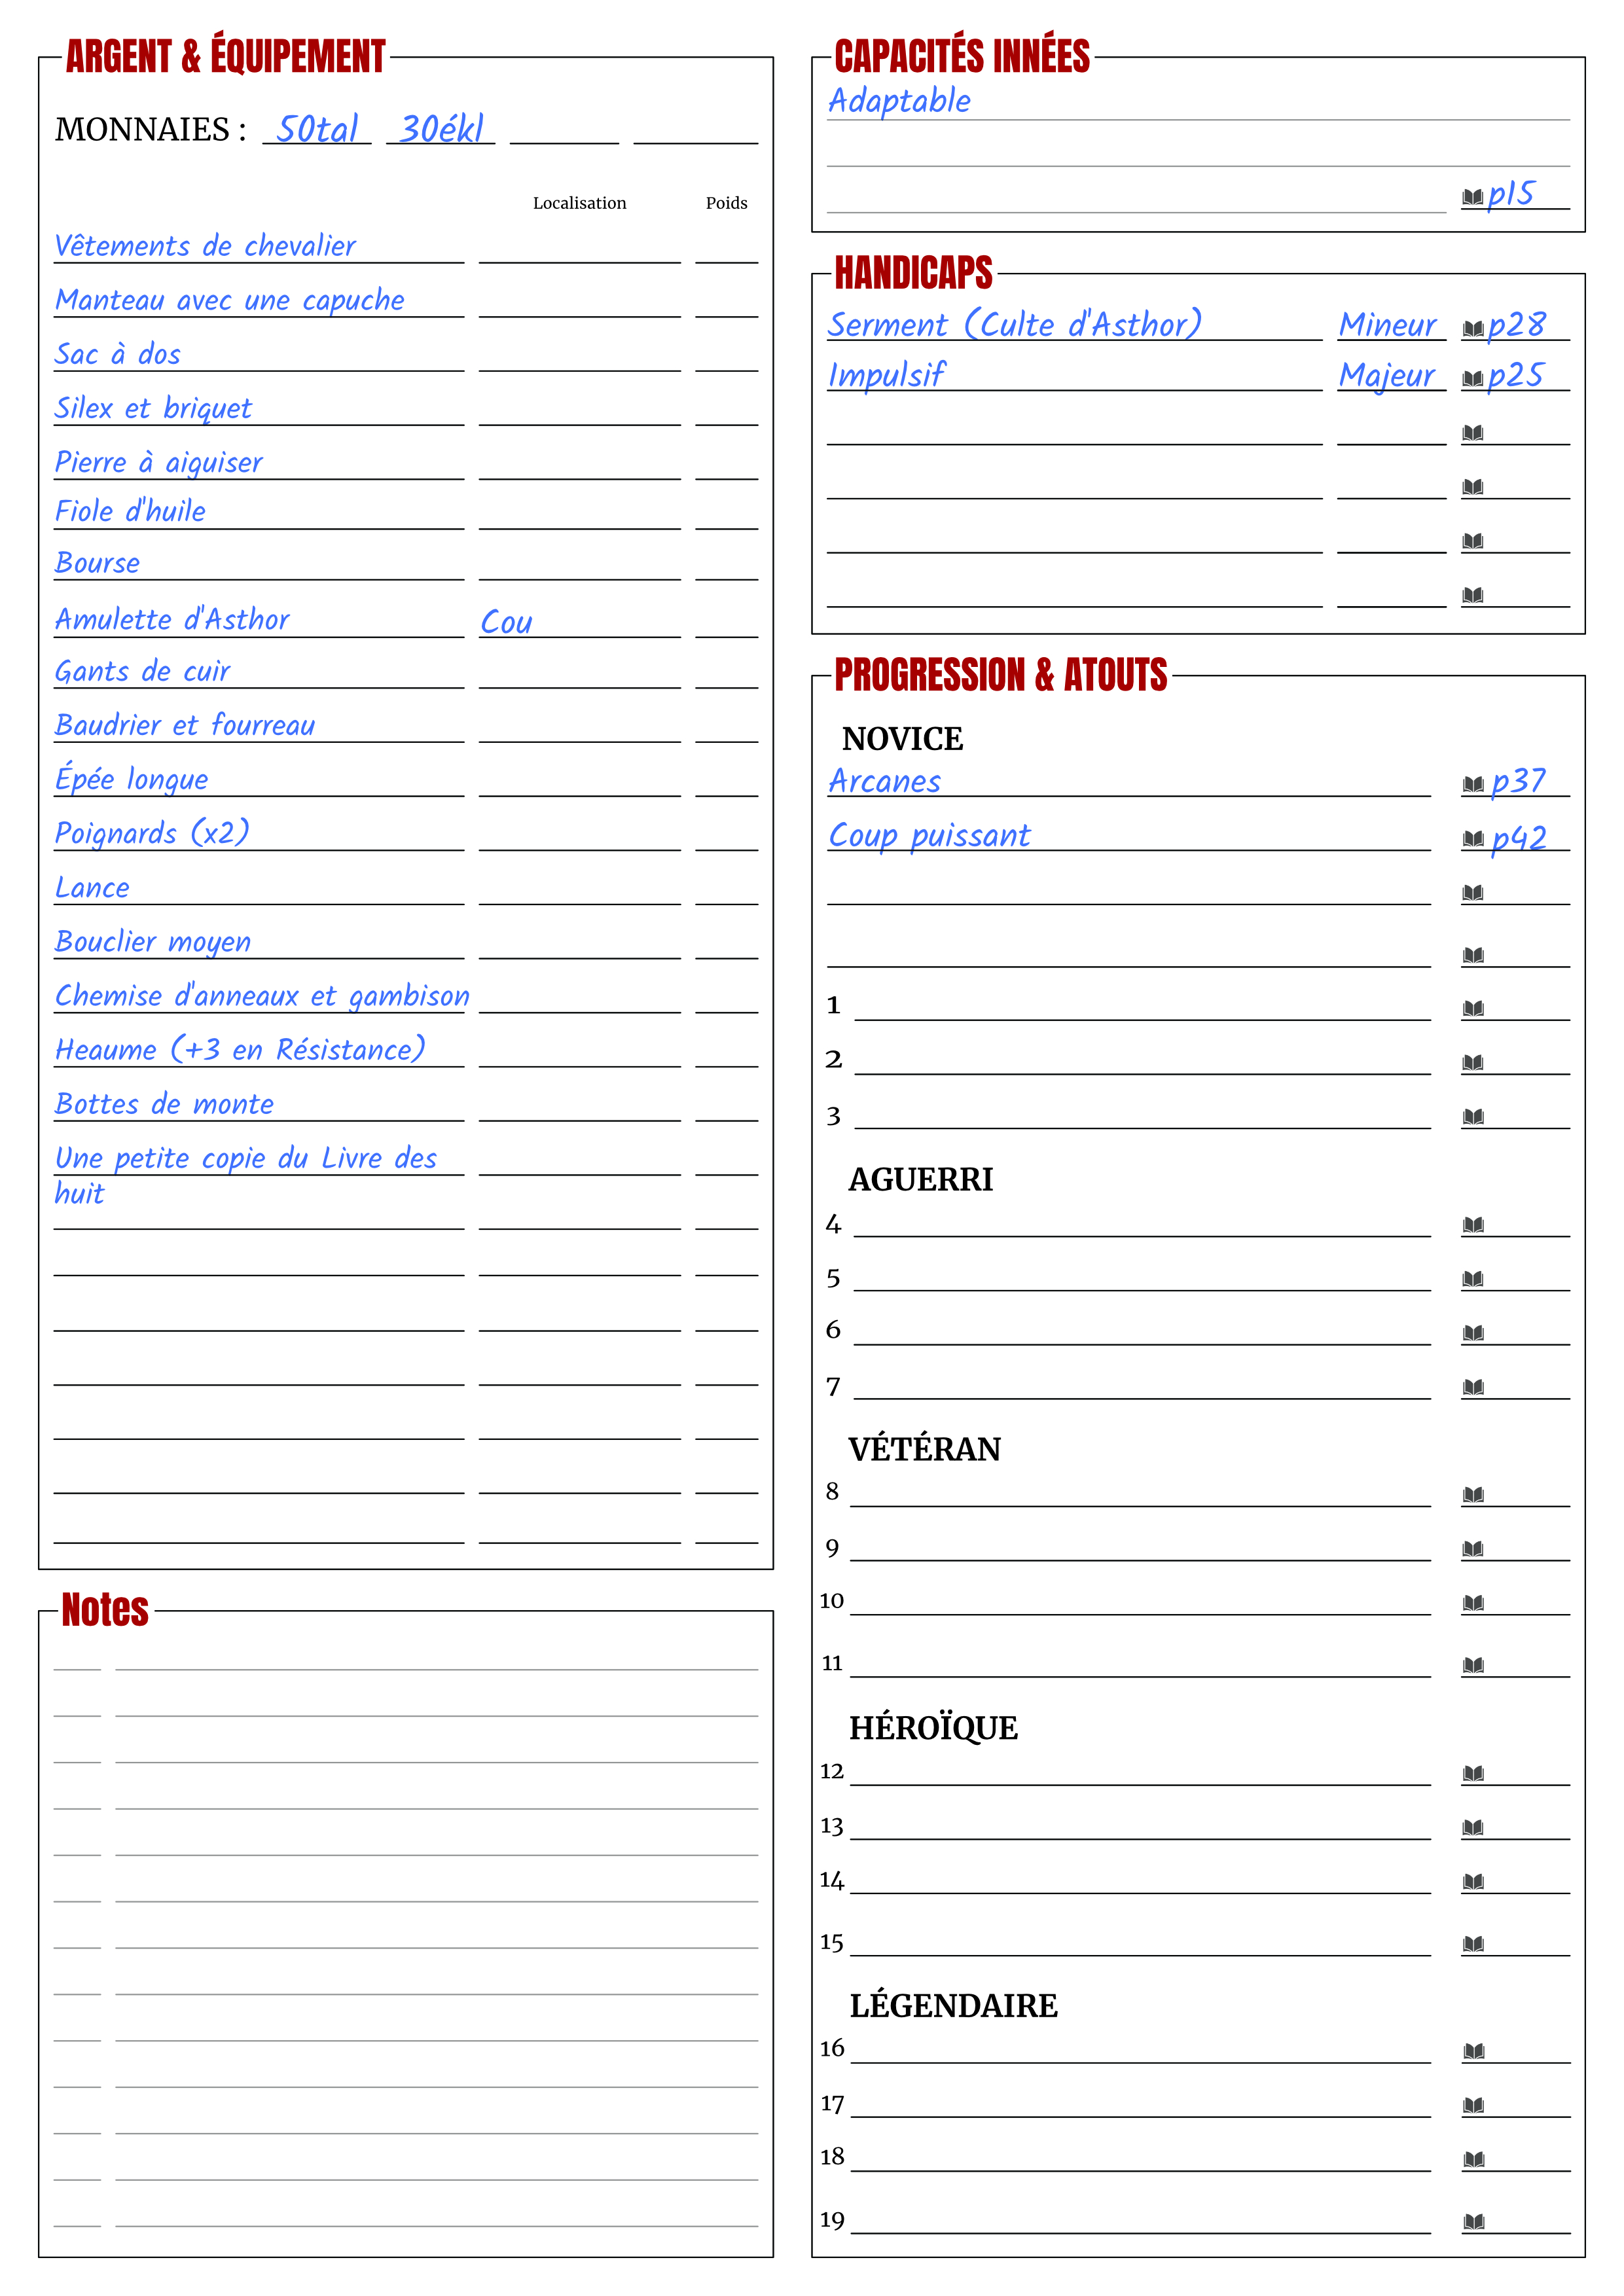 ARGENT & ÉQUIPEMENT
MONNAIES : 50tal 30ékl
Localisation Poids
Vêtements de chevalier
Manteau avec une capuche
Sac à dos
Silex et briquet
Pierre à aiguiser
Fiole d'huile
Bourse
Amulette d'Asthor Cou
Gants de cuir
Baudrier et fourreau
Épée longue
Poignards (x2)
Lance
Bouclier moyen
Chemise d'anneaux et gambison
Heaume (+3 en Résistance)
Bottes de monte
Une petite copie du Livre des
huit
Notes
CAPACITÉS INNÉES
Adaptable
p15
HANDICAPS
Serment (Culte d'Asthor) Mineur p28
Impulsif Majeur p25
PROGRESSION & ATOUTS
NOVICE
Arcanes p37
Coup puissant p42
1
2
3
AGUERRI
4
5
6
7
VÉTÉRAN
8
9
10
11
HÉROÏQUE
12
13
14
15
LÉGENDAIRE
16
17
18
19